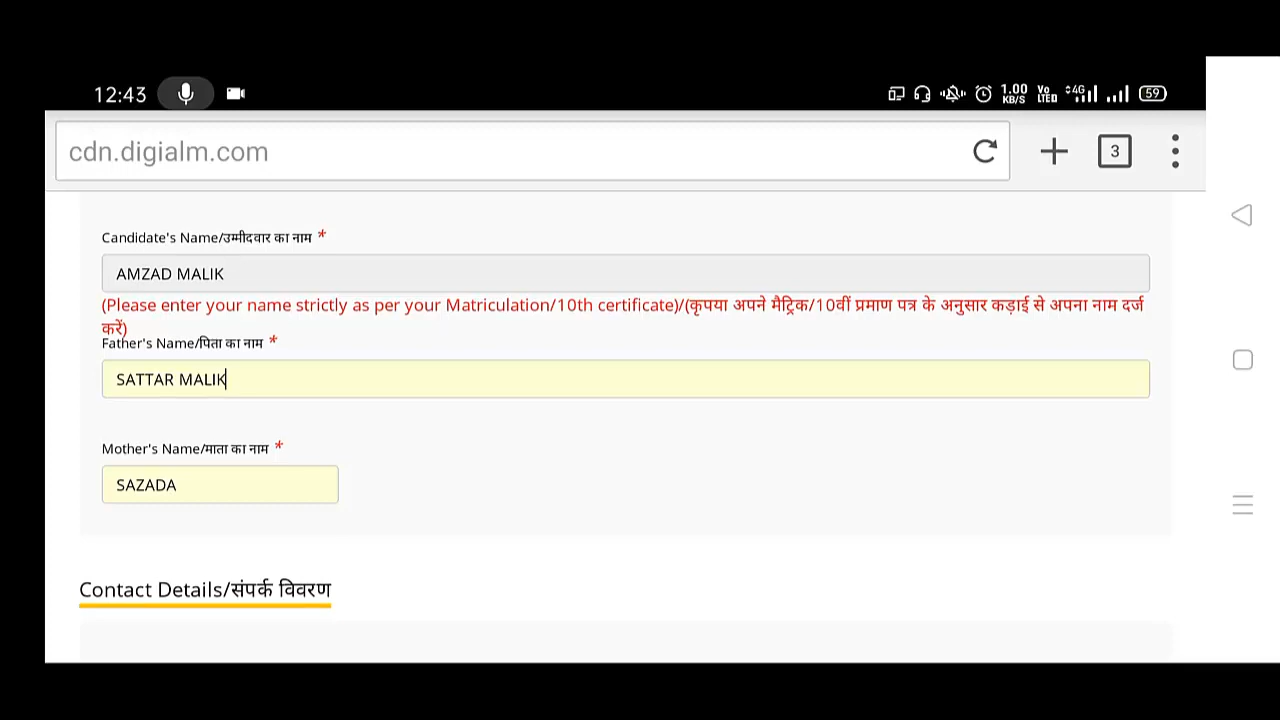 12:43
1.00 KB/S
Vo LTED 4G
59
cdn.digialm.com
3
Candidate's Name/उम्मीदवार का नाम *
AMZAD MALIK
(Please enter your name strictly as per your Matriculation/10th certificate)/(कृपया अपने मैट्रिक/10वीं प्रमाण पत्र के अनुसार कड़ाई से अपना नाम दर्ज
करें)
Father's Name/पिता का नाम *
SATTAR MALIK
Mother's Name/माता का नाम *
SAZADA
Contact Details/संपर्क विवरण